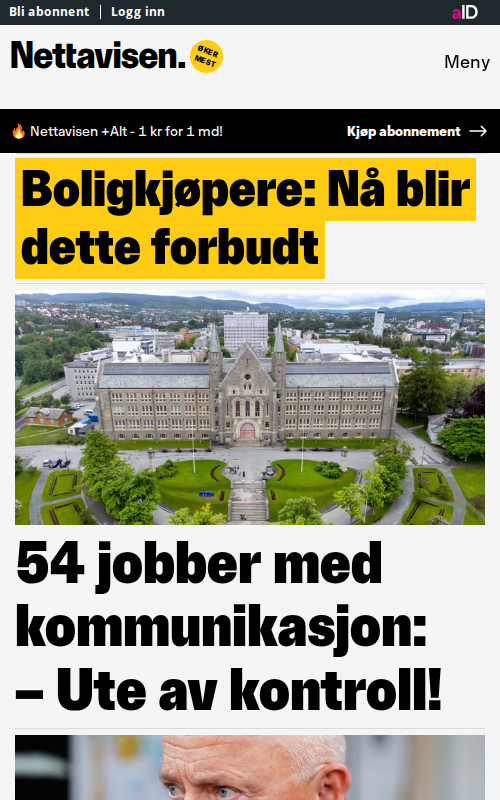 Bli abonnent | Logg inn
aID
Nettavisen.
ØKER
MEST
Meny
🔥 Nettavisen +Alt - 1 kr for 1 md!
Kjøp abonnement →
Boligkjøpere: Nå blir
dette forbudt
54 jobber med
kommunikasjon:
– Ute av kontroll!